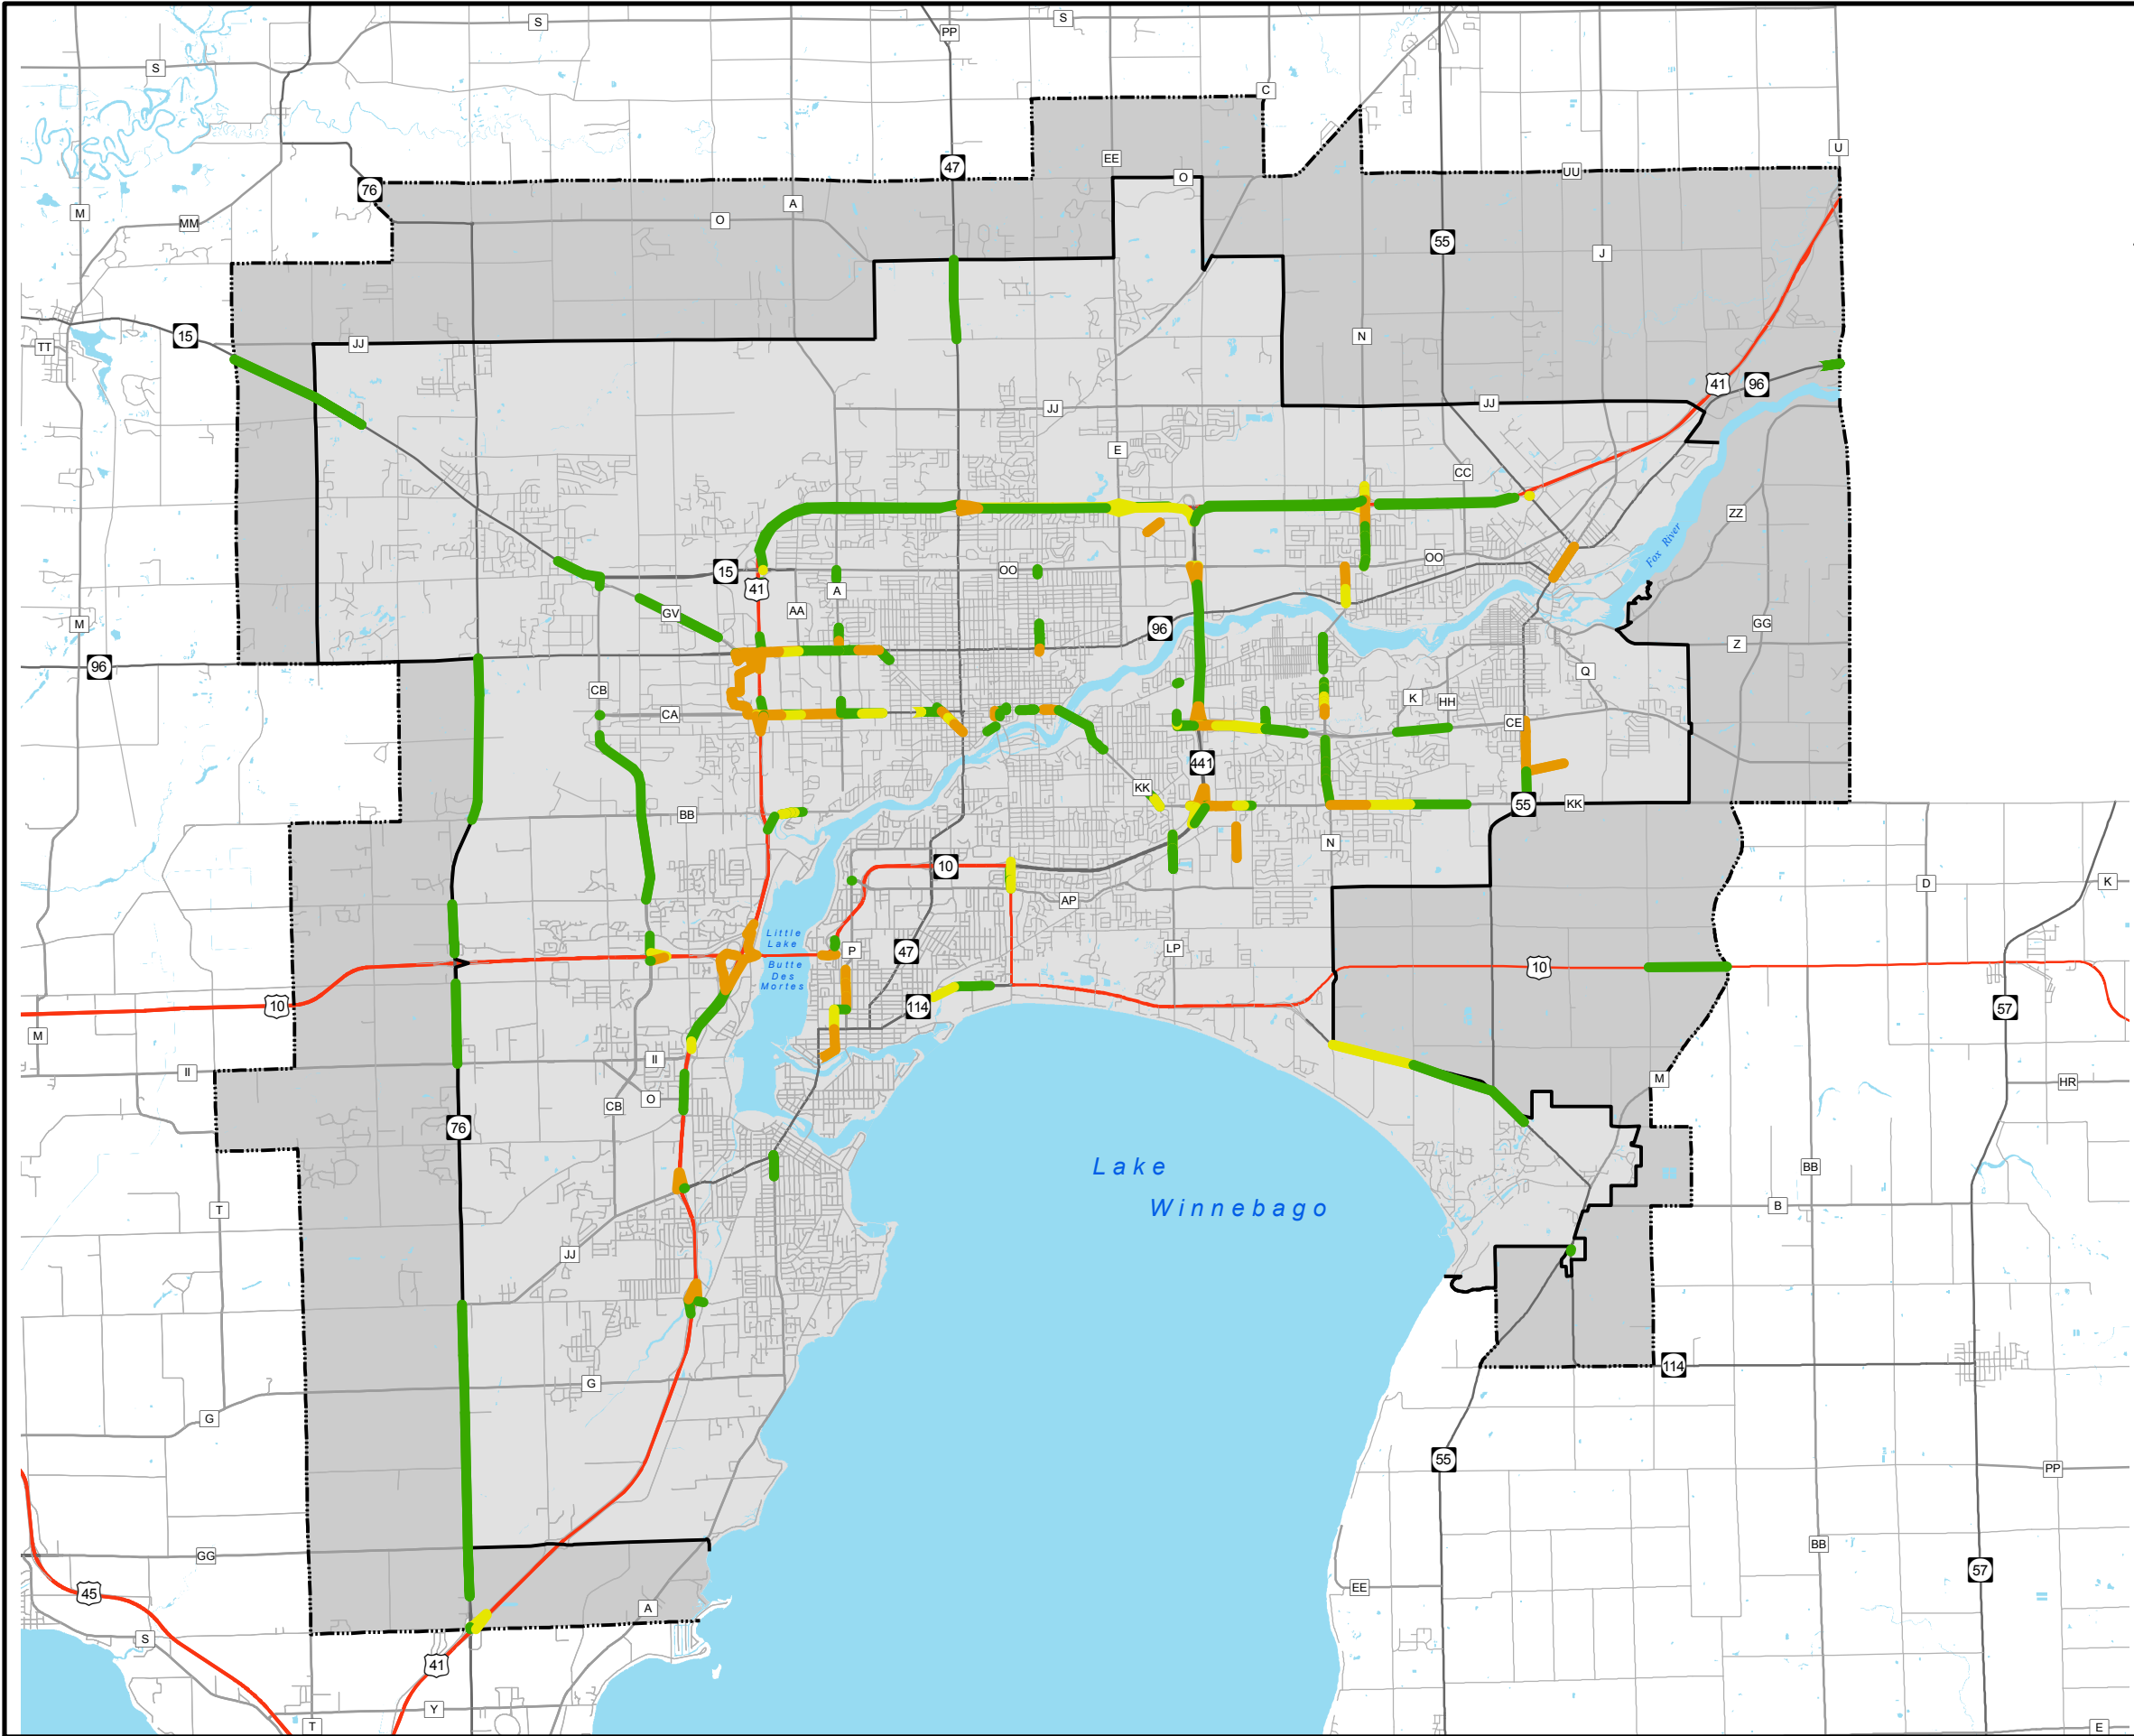 S
S
PP
S
C
76
47
EE
O
UU
U
M
MM
O
A
55
J
15
TT
JJ
N
41
96
JJ
JJ
E
CC
ZZ
Fox River
15
41
GV
AA
A
OO
OO
96
M
96
GG
Z
CB
CA
Q
K
HH
CE
441
KK
55
KK
BB
N
10
AP
D
K
Little
Lake
Butte
Des
Mortes
P
47
LP
10
10
114
57
M
II
II
O
CB
M
HR
76
Lake
Winnebago
BB
T
B
JJ
114
G
G
55
PP
GG
45
BB
57
EE
A
S
41
Y
T
E